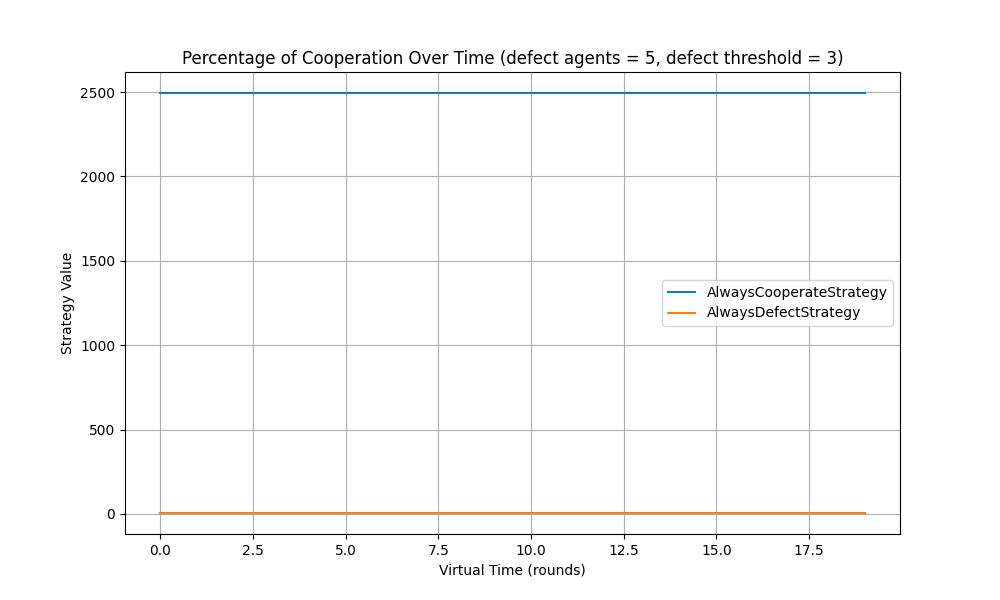 Percentage of Cooperation Over Time (defect agents = 5, defect threshold = 3)
2500
2000
1500
1000
500
0
Strategy Value
AlwaysCooperateStrategy
AlwaysDefectStrategy
0.0 2.5 5.0 7.5 10.0 12.5 15.0 17.5
Virtual Time (rounds)